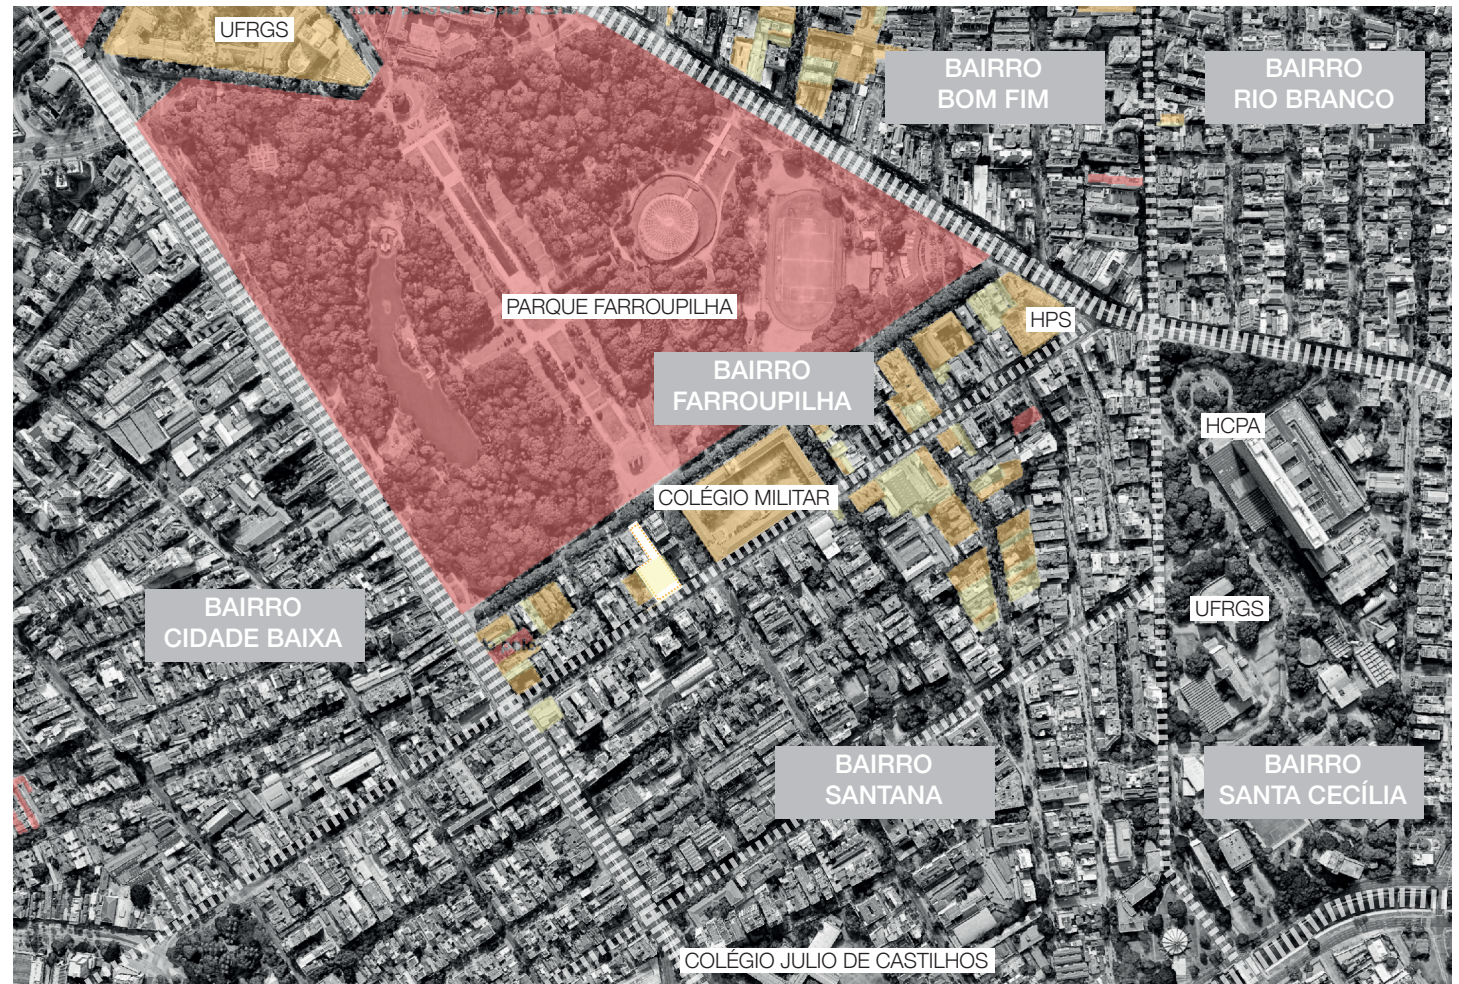 UFRGS
BAIRRO
BOM FIM
BAIRRO
RIO BRANCO
PARQUE FARROUPILHA
HPS
BAIRRO
FARROUPILHA
HCPA
COLÉGIO MILITAR
BAIRRO
CIDADE BAIXA
UFRGS
BAIRRO
SANTANA
BAIRRO
SANTA CECÍLIA
COLÉGIO JULIO DE CASTILHOS